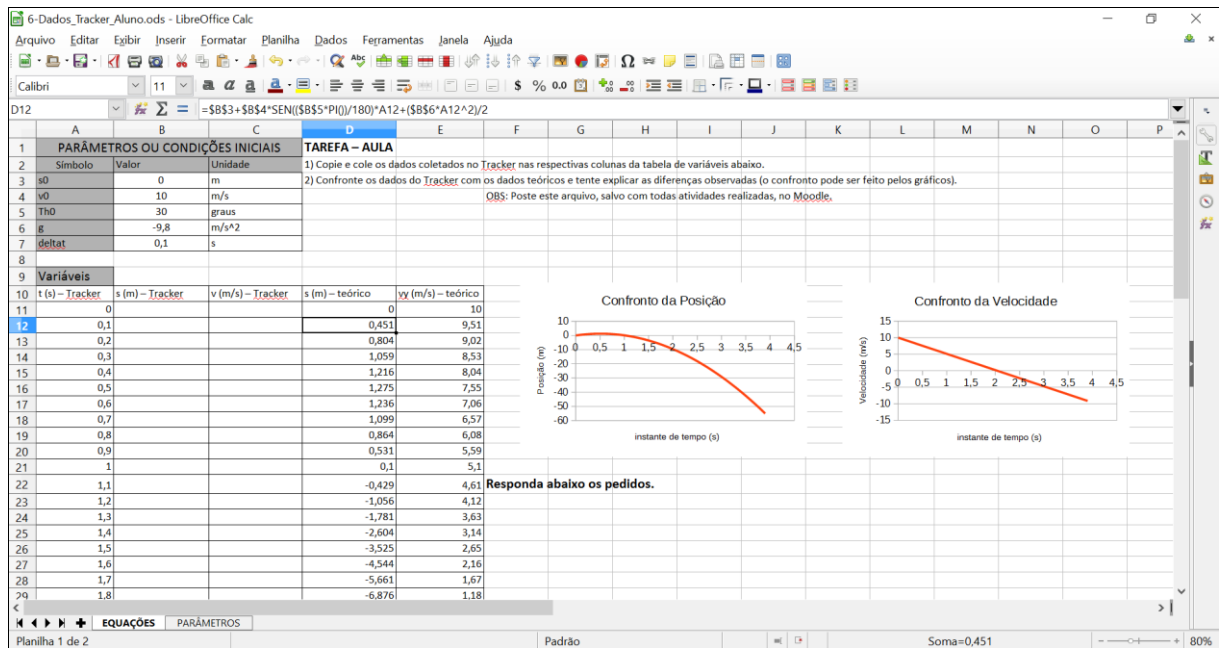 6-Dados_Tracker_Aluno.ods - LibreOffice Calc
Arquivo Editar Exibir Inserir Formatar Planilha Dados Ferramentas Janela Ajuda
Calibri 11 $ % 0.0
D12 =$B$3+$B$4*SEN(($B$5*PI())/180)*A12+($B$6*A12^2)/2
A B C D E F G H I J K L M N O P
1 PARÂMETROS OU CONDIÇÕES INICIAIS TAREFA – AULA
2 Símbolo Valor Unidade 1) Copie e cole os dados coletados no Tracker nas respectivas colunas da tabela de variáveis abaixo.
3 s0 0 m 2) Confronte os dados do Tracker com os dados teóricos e tente explicar as diferenças observadas (o confronto pode ser feito pelos gráficos).
4 v0 10 m/s OBS: Poste este arquivo, salvo com todas atividades realizadas, no Moodle.
5 Th0 30 graus
6 g -9,8 m/s^2
7 deltat 0,1 s
8
9 Variáveis
10 t (s) – Tracker s (m) – Tracker v (m/s) – Tracker s (m) – teórico vy (m/s) – teórico
11 0 0 10
12 0,1 0,451 9,51
13 0,2 0,804 9,02
14 0,3 1,059 8,53
15 0,4 1,216 8,04
16 0,5 1,275 7,55
17 0,6 1,236 7,06
18 0,7 1,099 6,57
19 0,8 0,864 6,08
20 0,9 0,531 5,59
21 1 0,1 5,1
22 1,1 -0,429 4,61 Responda abaixo os pedidos.
23 1,2 -1,056 4,12
24 1,3 -1,781 3,63
25 1,4 -2,604 3,14
26 1,5 -3,525 2,65
27 1,6 -4,544 2,16
28 1,7 -5,661 1,67
29 1,8 -6,876 1,18
Confronto da Posição
Posição (m)
10
0
-10
-20
-30
-40
-50
-60
0 0,5 1 1,5 2 2,5 3 3,5 4 4,5
instante de tempo (s)
Confronto da Velocidade
Velocidade (m/s)
15
10
5
0
-5
-10
-15
0 0,5 1 1,5 2 2,5 3 3,5 4 4,5
instante de tempo (s)
EQUAÇÕES PARÂMETROS
Planilha 1 de 2 Padrão Soma=0,451 80%